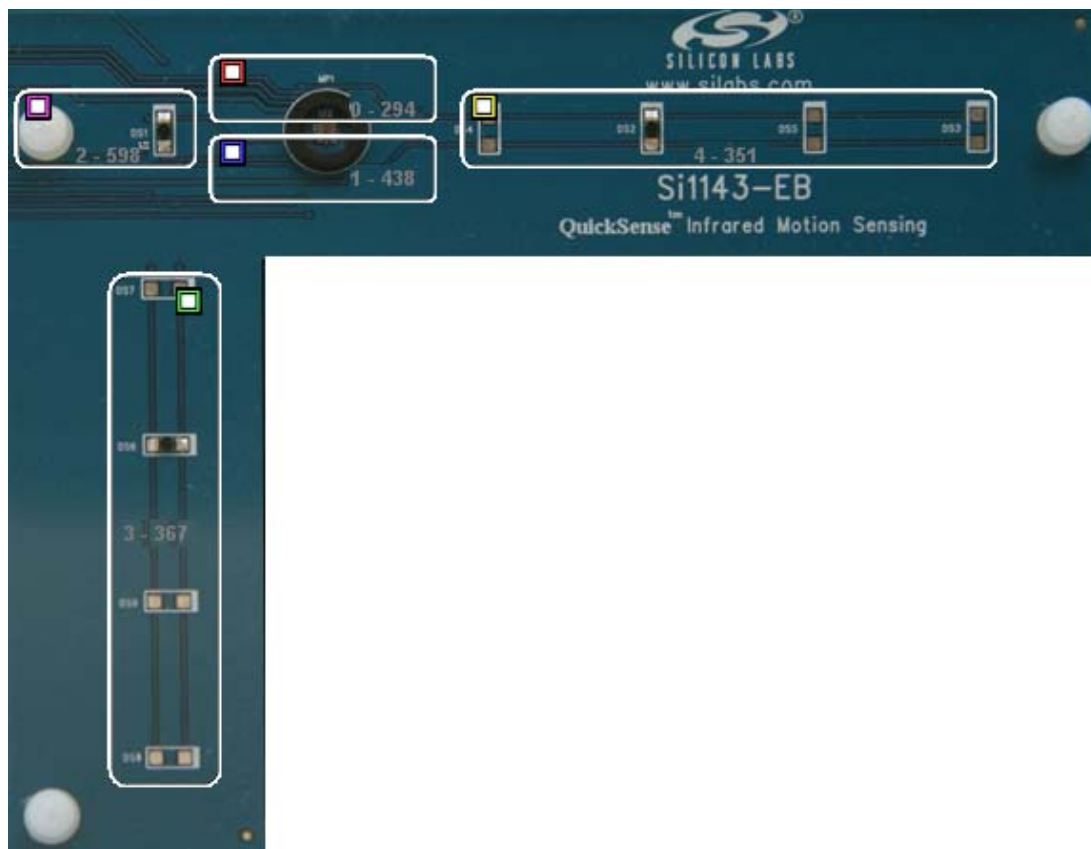 ®
SILICON LABS
www.silabs.com
MP1
0 - 294
DS1
2 - 598
1 - 438
DS4
DS2
DS5
DS3
4 - 351
Si1143-EB
QuickSense™ Infrared Motion Sensing
DS7
DS6
3 - 367
DS9
DS8